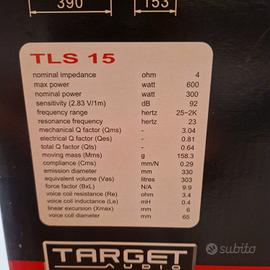 390
153
TLS 15
nominal impedance ohm 4
max power watt 600
nominal power watt 300
sensitivity (2.83 V/1m) dB 92
frequency range hertz 25-2K
resonance frequency hertz 23
mechanical Q factor (Qms) - 3.04
electrical Q factor (Qes) - 0.81
total Q factor (Qts) - 0.64
moving mass (Mms) g 158.3
compliance (Cms) mm/N 0.29
emission diameter mm 330
equivalent volume (Vas) litres 303
force factor (BxL) N/A 9.9
voice coil resistance (Re) ohm 3.4
voice coil inductance (Le) mH 0.4
linear excursion (Xmax) mm 6
voice coil diameter mm 65
TARGET
AUDIO
subito